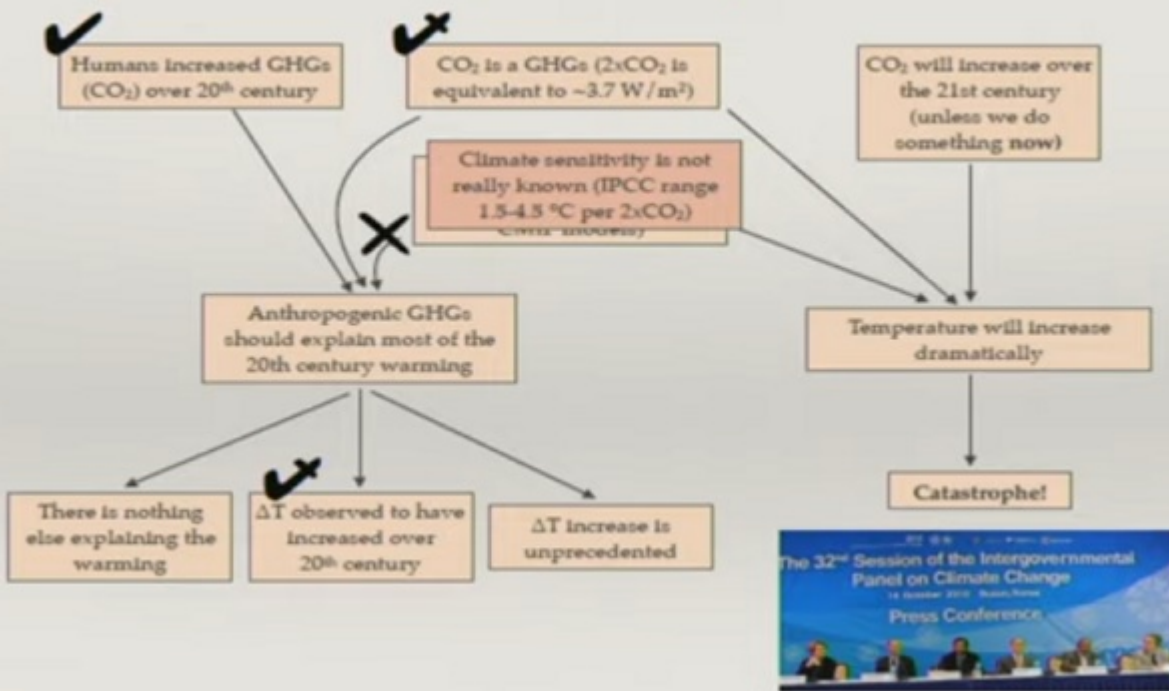 Humans increased GHGs
(CO₂) over 20th century
CO₂ is a GHGs (2xCO₂ is
equivalent to ~3.7 W/m²)
CO₂ will increase over
the 21st century
(unless we do
something now)
Climate sensitivity is not
really known (IPCC range
1.5-4.5 °C per 2xCO₂)
models)
Anthropogenic GHGs
should explain most of the
20th century warming
Temperature will increase
dramatically
There is nothing
else explaining the
warming
ΔT observed to have
increased over
20th century
ΔT increase is
unprecedented
Catastrophe!
The 32nd Session of the Intergovernmental
Panel on Climate Change
Press Conference